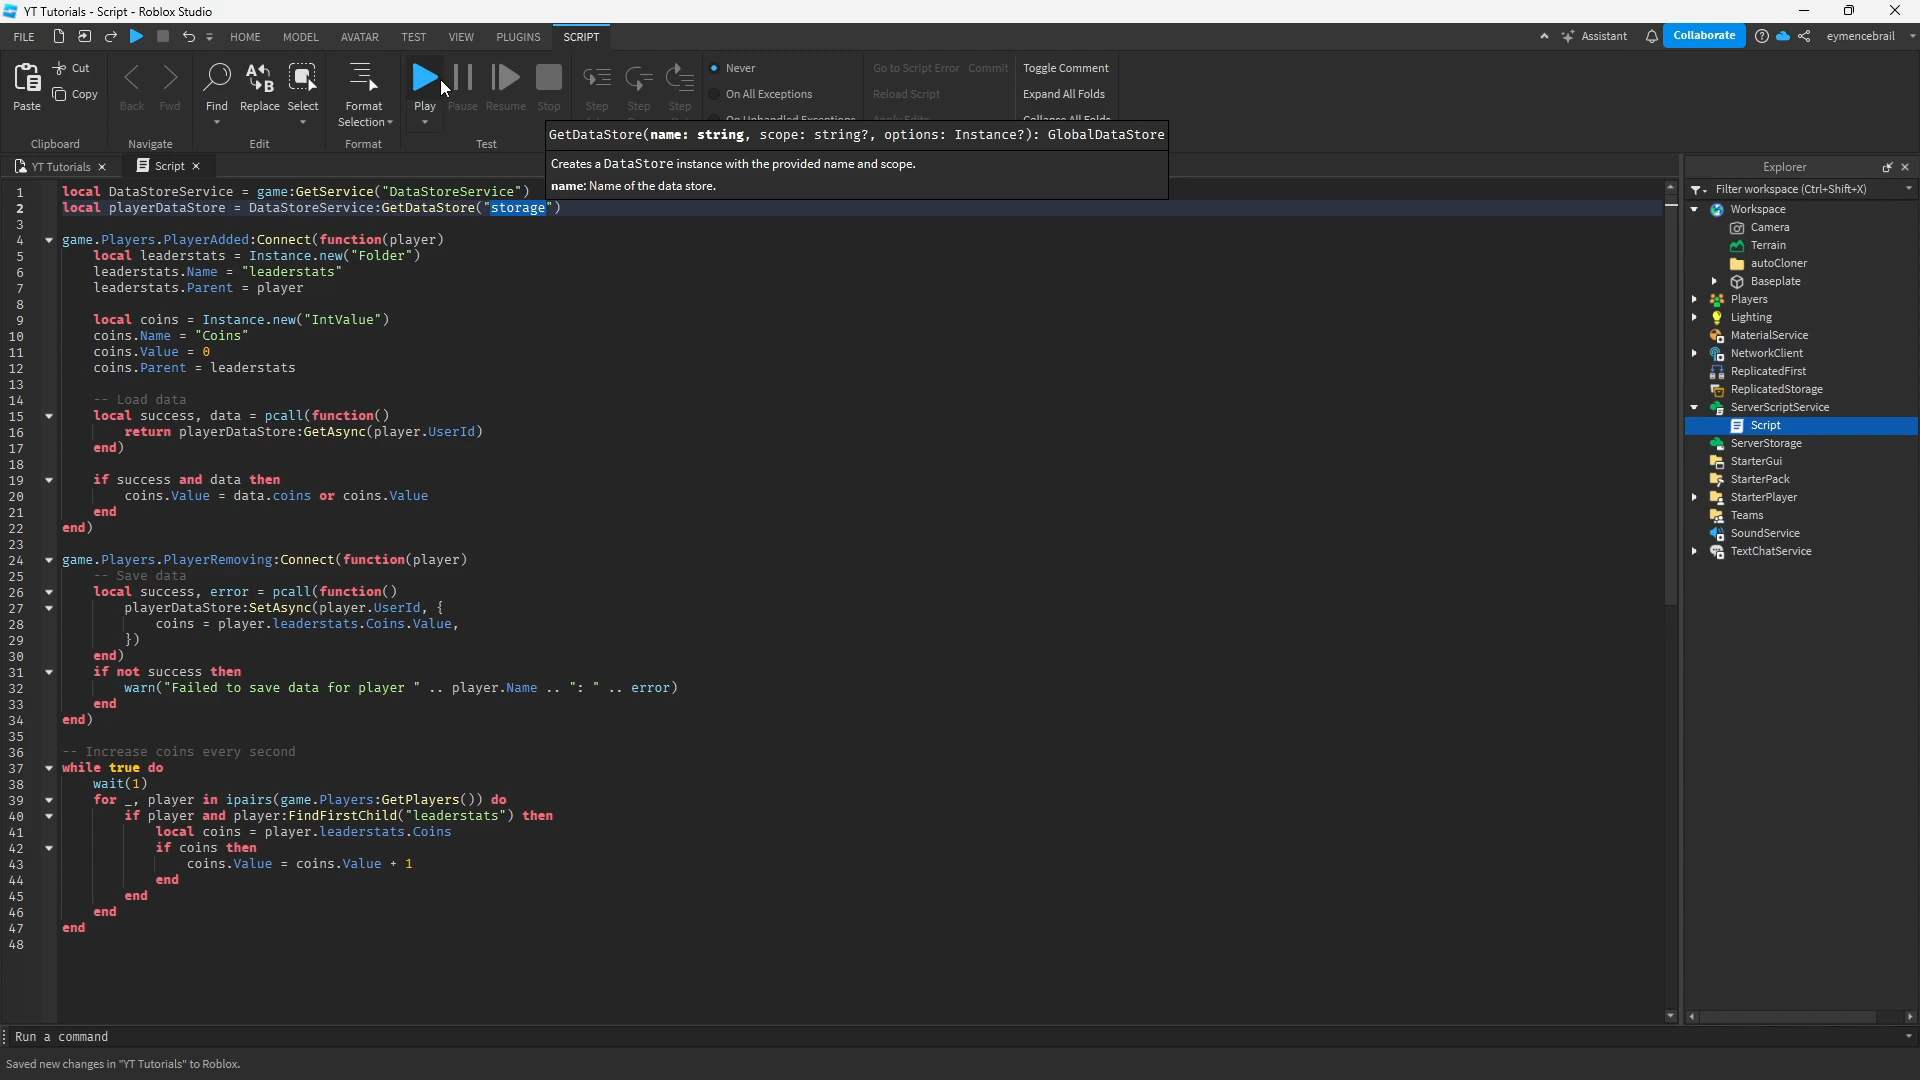 YT Tutorials - Script - Roblox Studio
FILE HOME MODEL AVATAR TEST VIEW PLUGINS SCRIPT Assistant Collaborate eymencebrail
Paste Cut Copy Back Fwd Find Replace Select Format Selection Play Pause Resume Stop Step Step Step
Never
On All Exceptions
Go to Script Error Commit
Reload Script
Toggle Comment
Expand All Folds
Clipboard Navigate Edit Format Test
GetDataStore(name: string, scope: string?, options: Instance?): GlobalDataStore
Creates a DataStore instance with the provided name and scope.
name: Name of the data store.
YT Tutorials Script
1 local DataStoreService = game:GetService("DataStoreService")
2 local playerDataStore = DataStoreService:GetDataStore("storage")
3
4 game.Players.PlayerAdded:Connect(function(player)
5 local leaderstats = Instance.new("Folder")
6 leaderstats.Name = "leaderstats"
7 leaderstats.Parent = player
8
9 local coins = Instance.new("IntValue")
10 coins.Name = "Coins"
11 coins.Value = 0
12 coins.Parent = leaderstats
13
14 -- Load data
15 local success, data = pcall(function()
16 return playerDataStore:GetAsync(player.UserId)
17 end)
18
19 if success and data then
20 coins.Value = data.coins or coins.Value
21 end
22 end)
23
24 game.Players.PlayerRemoving:Connect(function(player)
25 -- Save data
26 local success, error = pcall(function()
27 playerDataStore:SetAsync(player.UserId, {
28 coins = player.leaderstats.Coins.Value,
29 })
30 end)
31 if not success then
32 warn("Failed to save data for player " .. player.Name .. ": " .. error)
33 end
34 end)
35
36 -- Increase coins every second
37 while true do
38 wait(1)
39 for _, player in ipairs(game.Players:GetPlayers()) do
40 if player and player:FindFirstChild("leaderstats") then
41 local coins = player.leaderstats.Coins
42 if coins then
43 coins.Value = coins.Value + 1
44 end
45 end
46 end
47 end
48
Explorer
Filter workspace (Ctrl+Shift+X)
Workspace
Camera
Terrain
autoCloner
Baseplate
Players
Lighting
MaterialService
NetworkClient
ReplicatedFirst
ReplicatedStorage
ServerScriptService
Script
ServerStorage
StarterGui
StarterPack
StarterPlayer
Teams
SoundService
TextChatService
Run a command
Saved new changes in "YT Tutorials" to Roblox.